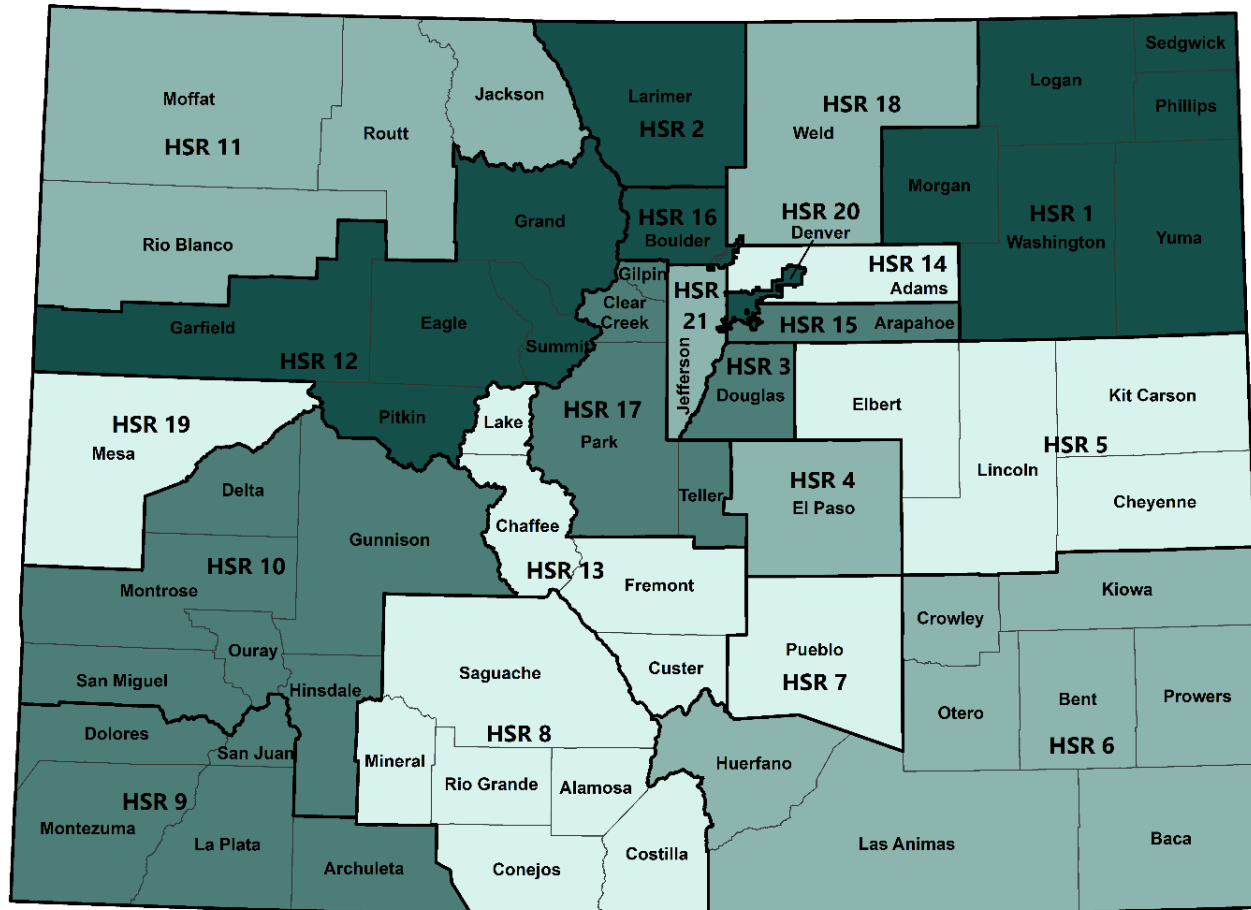 Sedgwick
Logan
Moffat
Jackson
Larimer
HSR 18
Phillips
HSR 2
Weld
Routt
HSR 11
Morgan
HSR 16
HSR 20
HSR 1
Grand
Denver
Rio Blanco
Boulder
Washington
Yuma
Gilpin
HSR 14
HSR
21
Adams
Clear
Creek
Eagle
Garfield
HSR 15
Arapahoe
Summit
HSR 12
Jefferson
HSR 3
Douglas
Kit Carson
Elbert
Pitkin
HSR 17
Lake
HSR 19
Park
Mesa
HSR 5
Lincoln
HSR 4
Delta
Teller
Cheyenne
El Paso
Chaffee
Gunnison
HSR 10
HSR 13
Montrose
Fremont
Kiowa
Crowley
Ouray
Pueblo
Saguache
Custer
San Miguel
HSR 7
Hinsdale
Bent
Prowers
Otero
Dolores
HSR 8
San Juan
HSR 6
Mineral
Huerfano
Rio Grande
Alamosa
HSR 9
Montezuma
La Plata
Las Animas
Baca
Costilla
Archuleta
Conejos